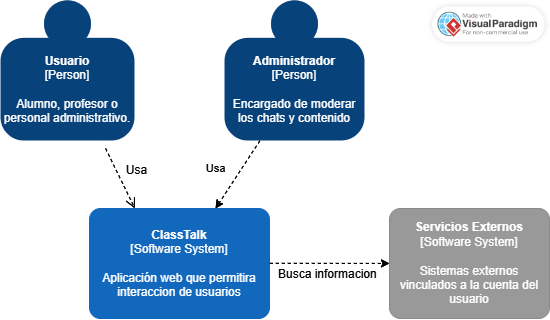 Made with
VisualParadigm
For non-commercial use
Usuario
[Person]
Alumno, profesor o
personal administrativo.
Administrador
[Person]
Encargado de moderar
los chats y contenido
Usa
Usa
ClassTalk
[Software System]
Aplicación web que permitira
interaccion de usuarios
Busca informacion
Servicios Externos
[Software System]
Sistemas externos
vinculados a la cuenta del
usuario